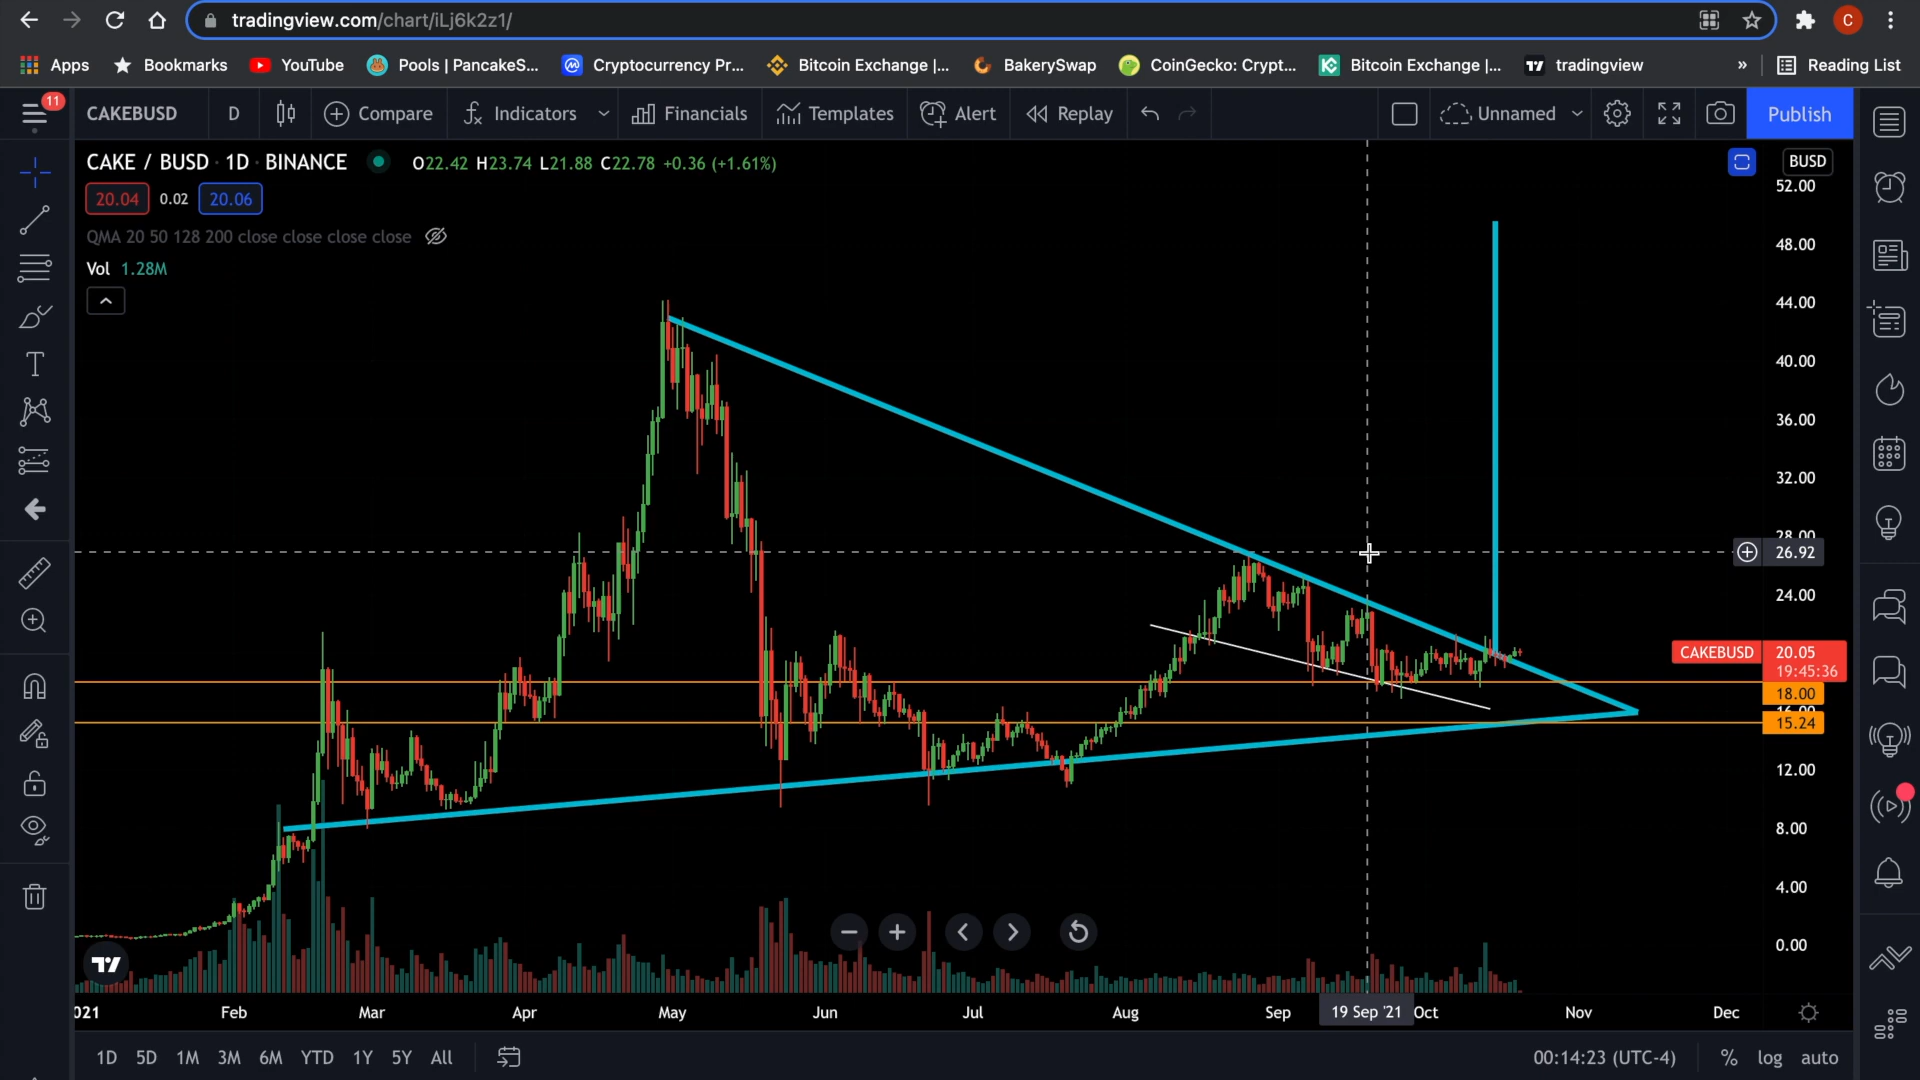 tradingview.com/chart/iLj6k2z1/
C
Apps Bookmarks YouTube Pools | PancakeS... Cryptocurrency Pr... Bitcoin Exchange |... BakerySwap CoinGecko: Crypt... Bitcoin Exchange |... tradingview » Reading List
11
CAKEBUSD D Compare Indicators Financials Templates Alert Replay Unnamed Publish
CAKE / BUSD · 1D · BINANCE O22.42 H23.74 L21.88 C22.78 +0.36 (+1.61%)
BUSD
20.04 0.02 20.06
QMA 20 50 128 200 close close close close
Vol 1.28M
52.00
48.00
44.00
40.00
36.00
32.00
28.00
26.92
24.00
CAKEBUSD 20.05
19:45:36
18.00
16.00
15.24
12.00
8.00
4.00
0.00
021 Feb Mar Apr May Jun Jul Aug Sep 19 Sep '21 Oct Nov Dec
1D 5D 1M 3M 6M YTD 1Y 5Y All 00:14:23 (UTC-4) % log auto